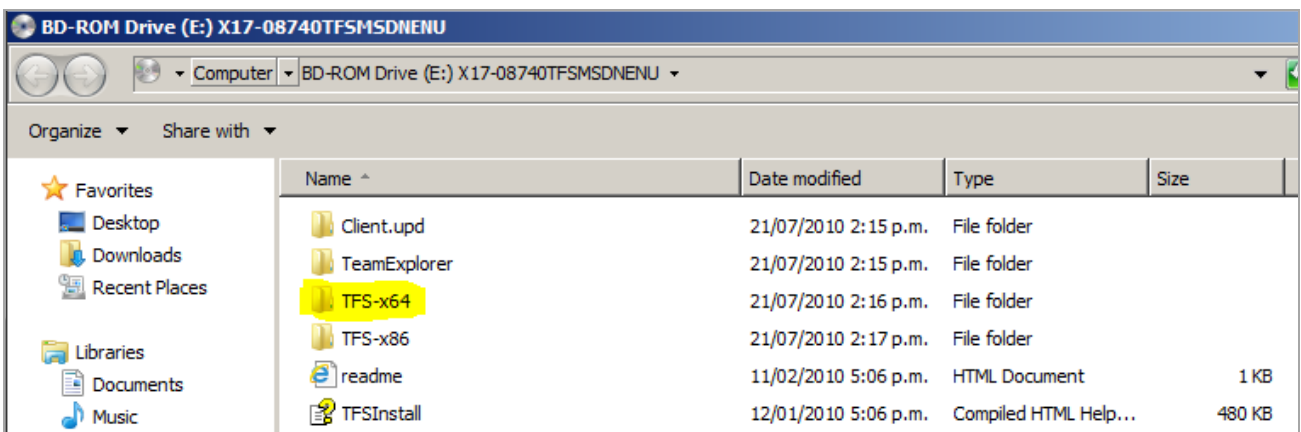 BD-ROM Drive (E:) X17-08740TFSMSDNENU
Computer BD-ROM Drive (E:) X17-08740TFSMSDNENU
Organize Share with
Name Date modified Type Size
Favorites
Desktop
Downloads
Recent Places
Libraries
Documents
Music
Client.upd 21/07/2010 2:15 p.m. File folder
TeamExplorer 21/07/2010 2:15 p.m. File folder
TFS-x64 21/07/2010 2:16 p.m. File folder
TFS-x86 21/07/2010 2:17 p.m. File folder
readme 11/02/2010 5:06 p.m. HTML Document 1 KB
TFSInstall 12/01/2010 5:06 p.m. Compiled HTML Help... 480 KB